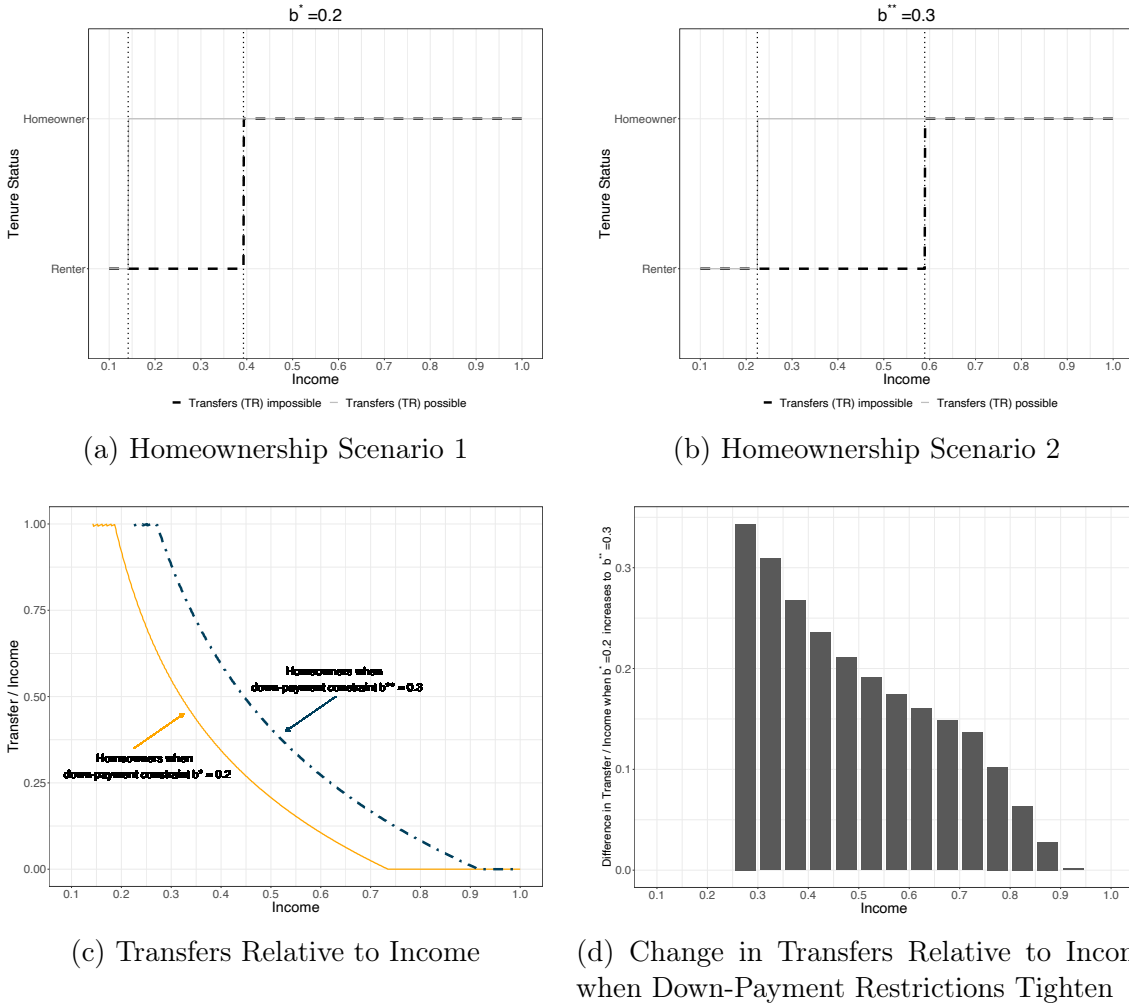 b* =0.2
Homeowner
Renter
Tenure Status
0.1 0.2 0.3 0.4 0.5 0.6 0.7 0.8 0.9 1.0
Income
Transfers (TR) impossible Transfers (TR) possible
(a) Homeownership Scenario 1
b** =0.3
Homeowner
Renter
Tenure Status
0.1 0.2 0.3 0.4 0.5 0.6 0.7 0.8 0.9 1.0
Income
Transfers (TR) impossible Transfers (TR) possible
(b) Homeownership Scenario 2
1.00
0.75
0.50
0.25
0.00
Transfer / Income
Homeowners when
down-payment constraint b** = 0.3
Homeowners when
down-payment constraint b* = 0.2
0.1 0.2 0.3 0.4 0.5 0.6 0.7 0.8 0.9 1.0
Income
(c) Transfers Relative to Income
0.3
0.2
0.1
0.0
Difference in Transfer / Income when b* =0.2 increases to b** =0.3
0.1 0.2 0.3 0.4 0.5 0.6 0.7 0.8 0.9 1.0
Income
(d) Change in Transfers Relative to Incom
when Down-Payment Restrictions Tighten